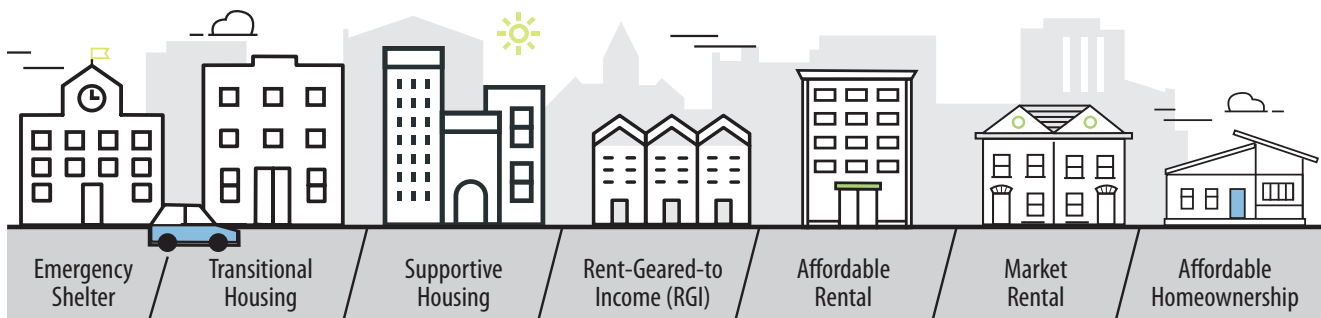 Emergency
Shelter
Transitional
Housing
Supportive
Housing
Rent-Geared-to
Income (RGI)
Affordable
Rental
Market
Rental
Affordable
Homeownership